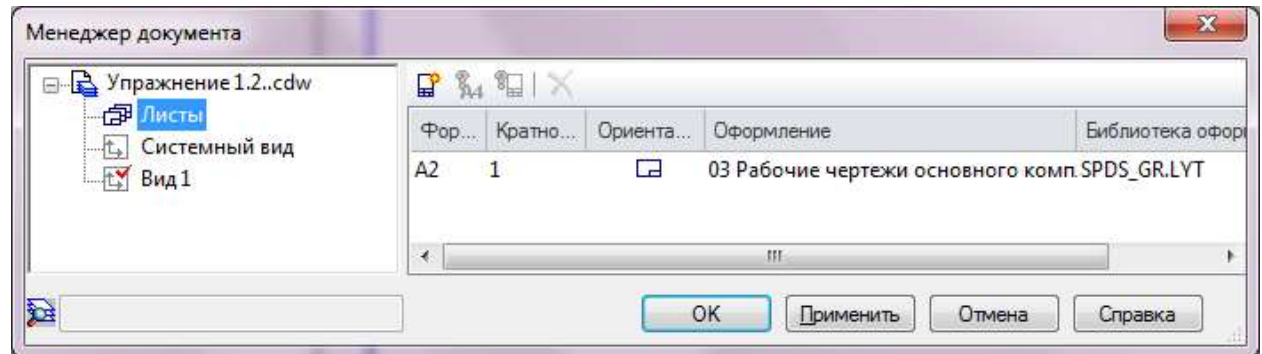 Менеджер документа
Упражнение 1.2..cdw
Листы
Системный вид
Вид 1
Фор... Кратно... Ориента... Оформление Библиотека оформ
A2 1 03 Рабочие чертежи основного комп. SPDS_GR.LYT
OK Применить Отмена Справка